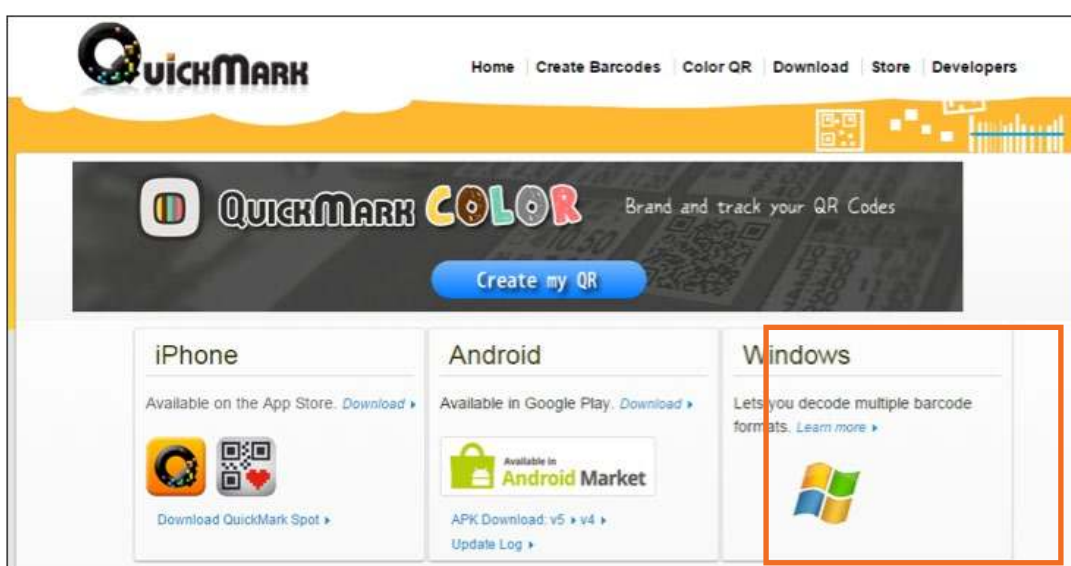 QuickMark
Home Create Barcodes Color QR Download Store Developers
QuickMark COLOR Brand and track your QR Codes
Create my QR
iPhone
Available on the App Store. Download
Download QuickMark Spot
Android
Available in Google Play. Download
Available in
Android Market
APK Download: v5 v4
Update Log
Windows
Lets you decode multiple barcode
formats. Learn more